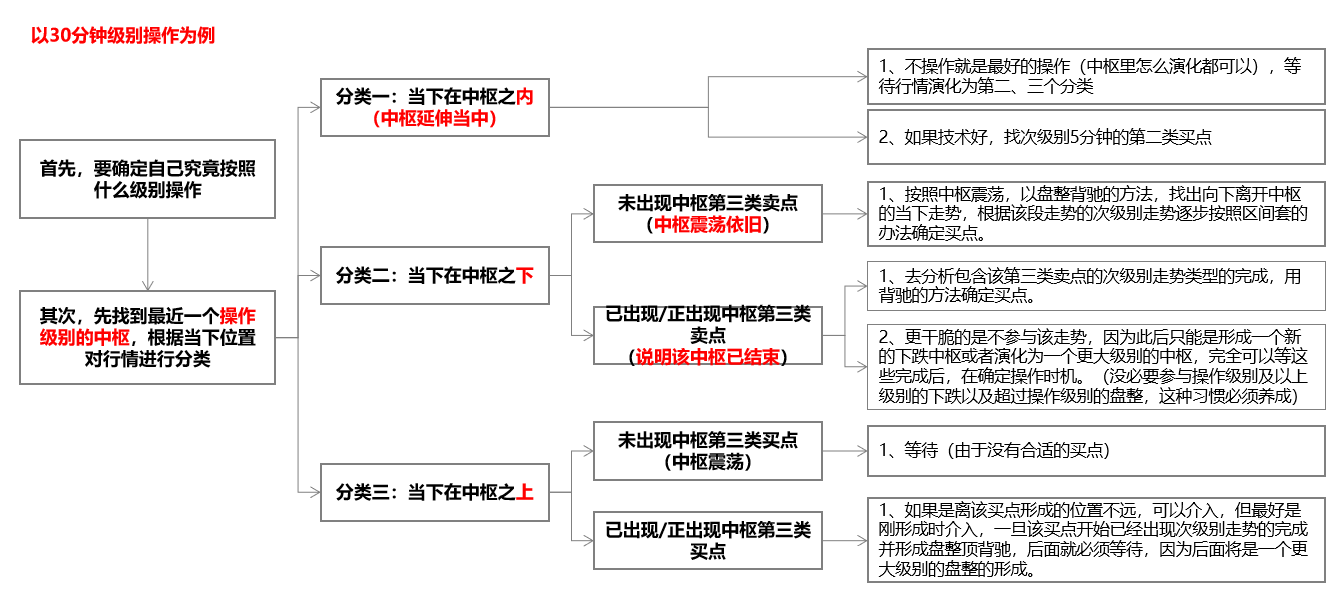 以30分钟级别操作为例
首先，要确定自己究竟按照
什么级别操作
其次，先找到最近一个操作
级别的中枢，根据当下位置
对行情进行分类
分类一：当下在中枢之内
（中枢延伸当中）
1、不操作就是最好的操作（中枢里怎么演化都可以），等
待行情演化为第二、三个分类
2、如果技术好，找次级别5分钟的第二类买点
分类二：当下在中枢之下
未出现中枢第三类卖点
（中枢震荡依旧）
1、按照中枢震荡，以盘整背驰的方法，找出向下离开中枢
的当下走势，根据该段走势的次级别走势逐步按照区间套的
办法确定买点。
已出现/正出现中枢第三类
卖点
（说明该中枢已结束）
1、去分析包含该第三类卖点的次级别走势类型的完成，用
背驰的方法确定买点。
2、更干脆的是不参与该走势，因为此后只能是形成一个新
的下跌中枢或者演化为一个更大级别的中枢，完全可以等这
些完成后，在确定操作时机。（没必要参与操作级别及以上
级别的下跌以及超过操作级别的盘整，这种习惯必须养成）
分类三：当下在中枢之上
未出现中枢第三类买点
（中枢震荡）
1、等待（由于没有合适的买点）
已出现/正出现中枢第三类
买点
1、如果是离该买点形成的位置不远，可以介入，但最好是
刚形成时介入，一旦该买点开始已经出现次级别走势的完成
并形成盘整顶背驰，后面就必须等待，因为后面将是一个更
大级别的盘整的形成。